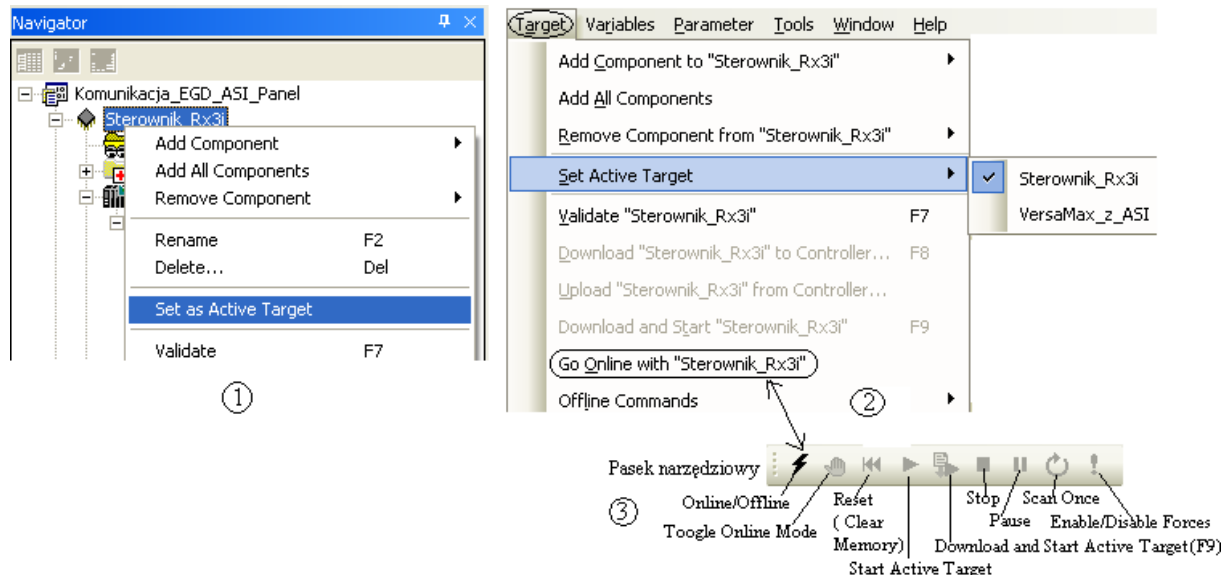 Navigator
Komunikacja_EGD_ASI_Panel
Sterownik_Rx3i
Add Component
Add All Components
Remove Component
Rename F2
Delete... Del
Set as Active Target
Validate F7
1
Target Variables Parameter Tools Window Help
Add Component to "Sterownik_Rx3i"
Add All Components
Remove Component from "Sterownik_Rx3i"
Set Active Target
Sterownik_Rx3i
VersaMax_z_ASI
Validate "Sterownik_Rx3i" F7
Download "Sterownik_Rx3i" to Controller... F8
Upload "Sterownik_Rx3i" from Controller...
Download and Start "Sterownik_Rx3i" F9
Go Online with "Sterownik_Rx3i"
Offline Commands
2
Pasek narzędziowy
3
Online/Offline
Toogle Online Mode
Reset
( Clear
Memory)
Start Active Target
Download and Start Active Target(F9)
Stop
Pause
Scan Once
Enable/Disable Forces